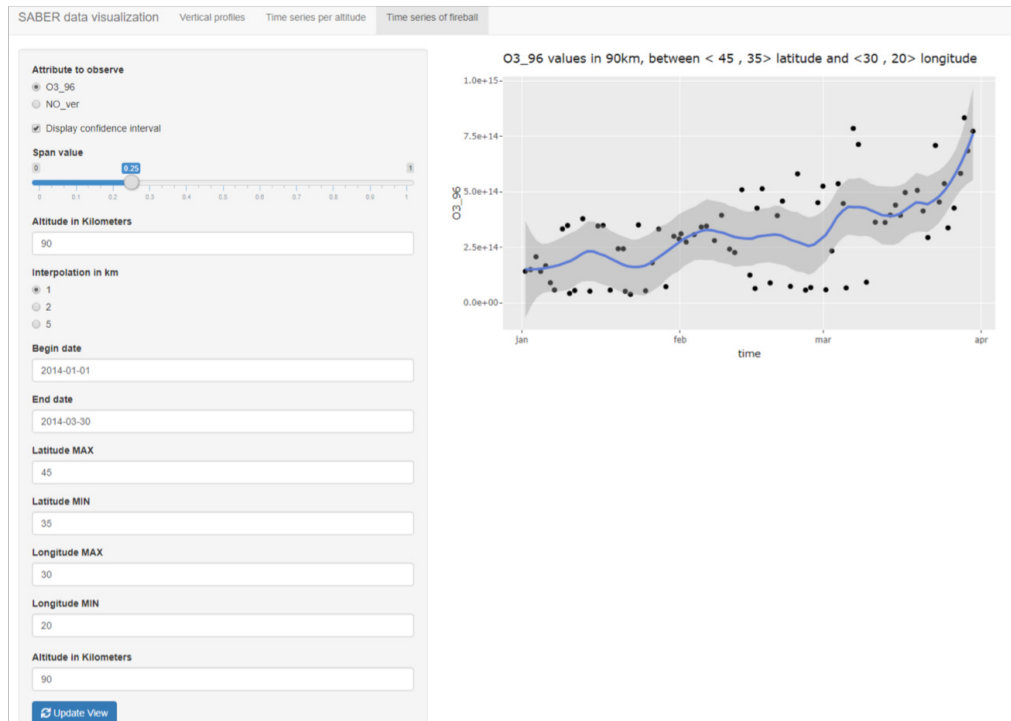 SABER data visualization Vertical profiles Time series per altitude Time series of fireball
Attribute to observe
O3_96
NO_ver
Display confidence interval
Span value
0 0.25 1
0 0.1 0.2 0.3 0.4 0.5 0.6 0.7 0.8 0.9 1
Altitude in Kilometers
90
Interpolation in km
1
2
5
Begin date
2014-01-01
End date
2014-03-30
Latitude MAX
45
Latitude MIN
35
Longitude MAX
30
Longitude MIN
20
Altitude in Kilometers
90
Update View
O3_96 values in 90km, between < 45 , 35> latitude and <30 , 20> longitude
1.0e+15
7.5e+14
5.0e+14
2.5e+14
0.0e+00
O3_96
jan feb mar apr
time